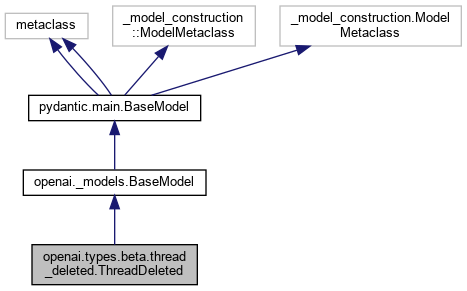 metaclass
_model_construction
::ModelMetaclass
_model_construction.Model
Metaclass
pydantic.main.BaseModel
openai._models.BaseModel
openai.types.beta.thread
_deleted.ThreadDeleted